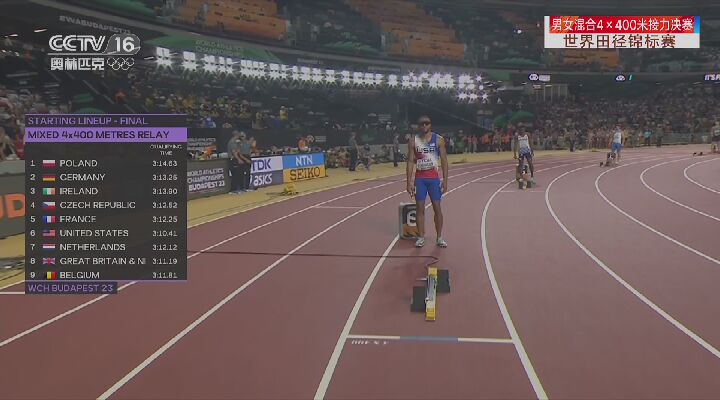 CCTV 16
奥林匹克
男女混合4×400米接力决赛
世界田径锦标赛
STARTING LINEUP - FINAL
MIXED 4x400 METRES RELAY
QUALIFYING TIME
1 POLAND 3:14.63
2 GERMANY 3:13.25
3 IRELAND 3:13.90
4 CZECH REPUBLIC 3:12.52
5 FRANCE 3:12.25
6 UNITED STATES 3:10.41
7 NETHERLANDS 3:12.12
8 GREAT BRITAIN & NI 3:11.19
9 BELGIUM 3:11.81
WCH BUDAPEST 23
TDK
asics
NTN
SEIKO
BUDAPEST
USA
6